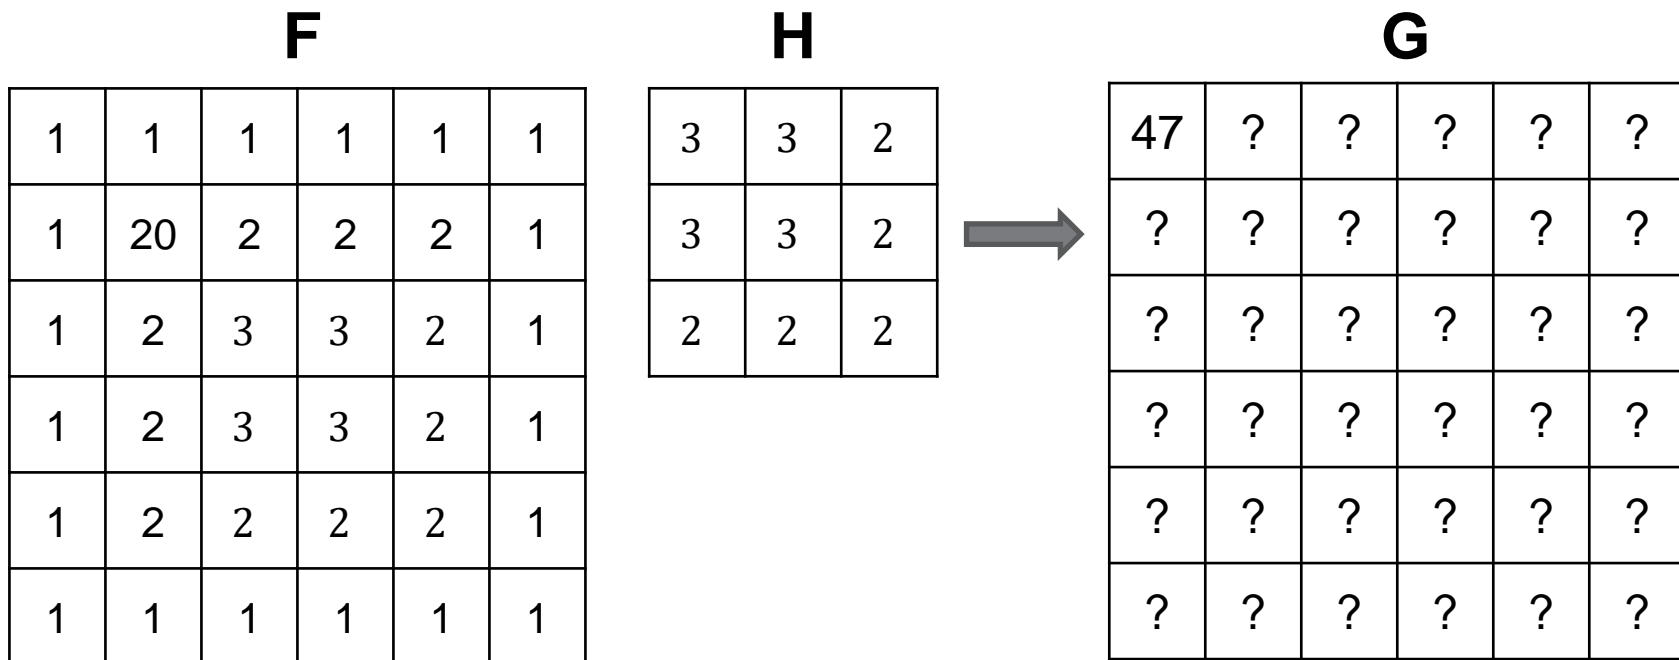 F H G
1 1 1 1 1 1 3 3 2 47 ? ? ? ? ?
1 20 2 2 2 1 3 3 2 ? ? ? ? ? ?
1 2 3 3 2 1 2 2 2 ? ? ? ? ? ?
1 2 3 3 2 1 ? ? ? ? ? ?
1 2 2 2 2 1 ? ? ? ? ? ?
1 1 1 1 1 1 ? ? ? ? ? ?